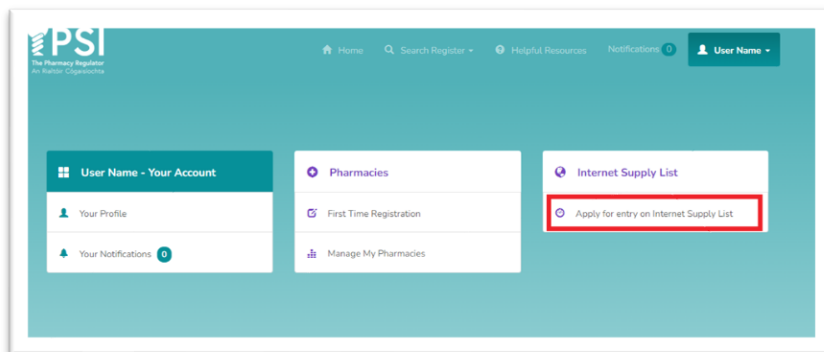 PSI
The Pharmacy Regulator
An Rialtóir Cógaisíochta
Home Search Register Helpful Resources Notifications 0 User Name
User Name - Your Account
Your Profile
Your Notifications 0
Pharmacies
First Time Registration
Manage My Pharmacies
Internet Supply List
Apply for entry on Internet Supply List